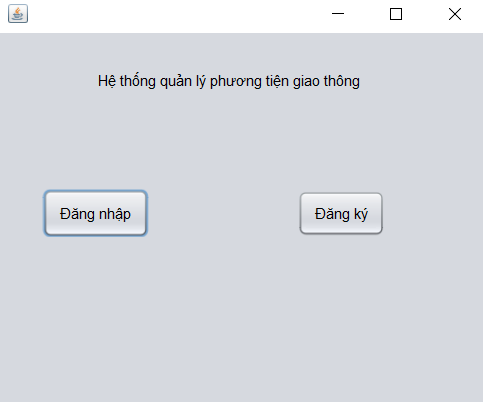 Hệ thống quản lý phương tiện giao thông
Đăng nhập
Đăng ký